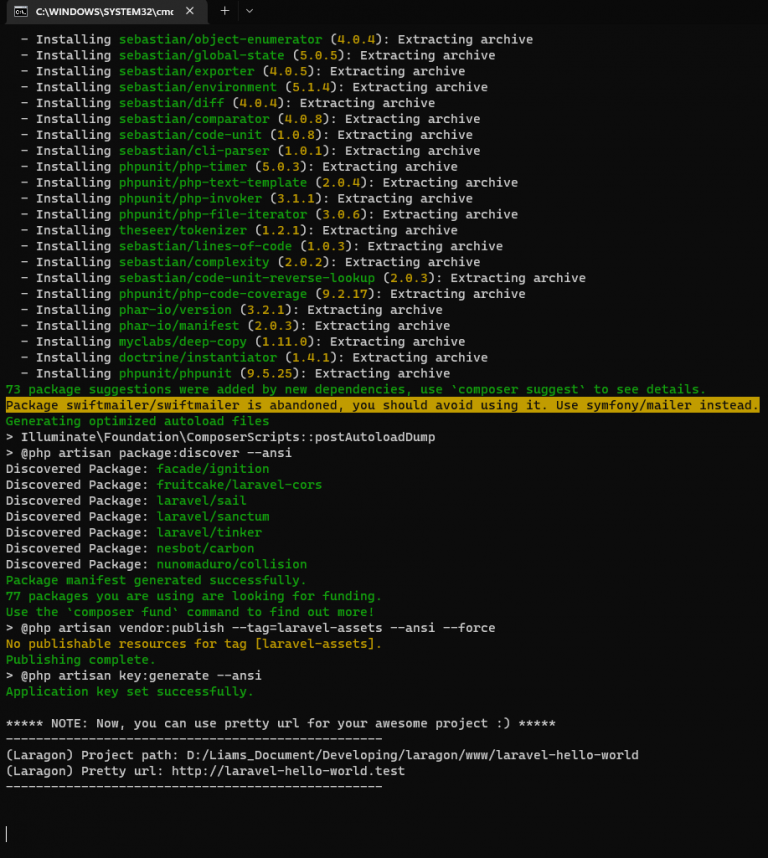 C:\WINDOWS\SYSTEM32\cmc
- Installing sebastian/object-enumerator (4.0.4): Extracting archive
- Installing sebastian/global-state (5.0.5): Extracting archive
- Installing sebastian/exporter (4.0.5): Extracting archive
- Installing sebastian/environment (5.1.4): Extracting archive
- Installing sebastian/diff (4.0.4): Extracting archive
- Installing sebastian/comparator (4.0.8): Extracting archive
- Installing sebastian/code-unit (1.0.8): Extracting archive
- Installing sebastian/cli-parser (1.0.1): Extracting archive
- Installing phpunit/php-timer (5.0.3): Extracting archive
- Installing phpunit/php-text-template (2.0.4): Extracting archive
- Installing phpunit/php-invoker (3.1.1): Extracting archive
- Installing phpunit/php-file-iterator (3.0.6): Extracting archive
- Installing theseer/tokenizer (1.2.1): Extracting archive
- Installing sebastian/lines-of-code (1.0.3): Extracting archive
- Installing sebastian/complexity (2.0.2): Extracting archive
- Installing sebastian/code-unit-reverse-lookup (2.0.3): Extracting archive
- Installing phpunit/php-code-coverage (9.2.17): Extracting archive
- Installing phar-io/version (3.2.1): Extracting archive
- Installing phar-io/manifest (2.0.3): Extracting archive
- Installing myclabs/deep-copy (1.11.0): Extracting archive
- Installing doctrine/instantiator (1.4.1): Extracting archive
- Installing phpunit/phpunit (9.5.25): Extracting archive
73 package suggestions were added by new dependencies, use `composer suggest` to see details.
Package swiftmailer/swiftmailer is abandoned, you should avoid using it. Use symfony/mailer instead.
Generating optimized autoload files
> Illuminate\Foundation\ComposerScripts::postAutoloadDump
> @php artisan package:discover --ansi
Discovered Package: facade/ignition
Discovered Package: fruitcake/laravel-cors
Discovered Package: laravel/sail
Discovered Package: laravel/sanctum
Discovered Package: laravel/tinker
Discovered Package: nesbot/carbon
Discovered Package: nunomaduro/collision
Package manifest generated successfully.
77 packages you are using are looking for funding.
Use the `composer fund` command to find out more!
> @php artisan vendor:publish --tag=laravel-assets --ansi --force
No publishable resources for tag [laravel-assets].
Publishing complete.
> @php artisan key:generate --ansi
Application key set successfully.
***** NOTE: Now, you can use pretty url for your awesome project :) *****
--------------------------------------------------
(Laragon) Project path: D:/Liams_Document/Developing/laragon/www/laravel-hello-world
(Laragon) Pretty url: http://laravel-hello-world.test
--------------------------------------------------